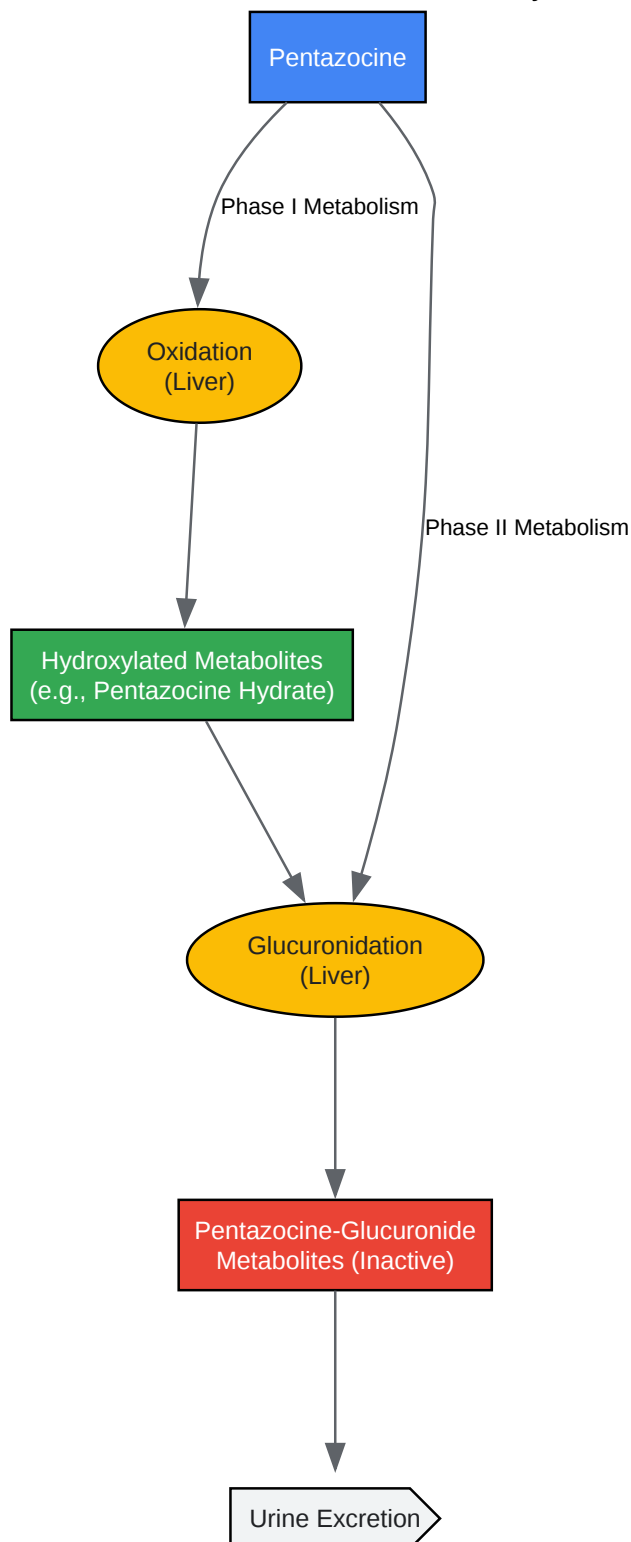 Pentazocine
Phase I Metabolism
Oxidation
(Liver)
Phase II Metabolism
Hydroxylated Metabolites
(e.g., Pentazocine Hydrate)
Glucuronidation
(Liver)
Pentazocine-Glucuronide
Metabolites (Inactive)
Urine Excretion